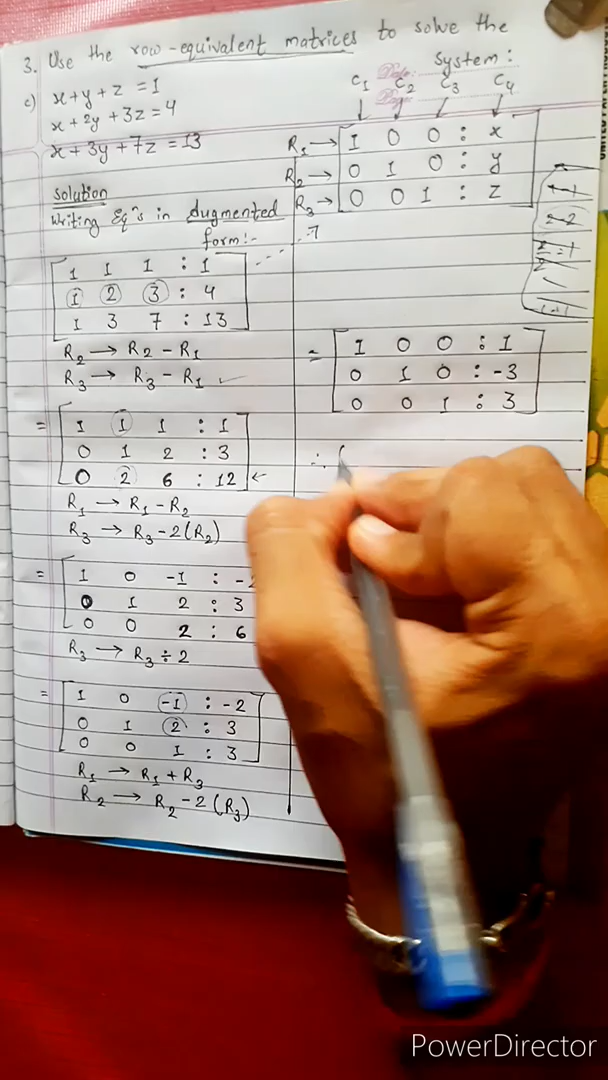 3. Use the row-equivalent matrices to solve the
System:
c) x+y+z =1
x+2y+3z=4
x+3y+7z=13
C1 C2 C3 C4
R1→ 1 0 0 : x
R2→ 0 1 0 : y
R3→ 0 0 1 : z
Solution
Writing Eqns in Augmented
form:-
1 1 1 : 1
1 2 3 : 4
1 3 7 : 13
R2 → R2 - R1
R3 → R3 - R1
= 1 1 1 : 1
0 1 2 : 3
0 2 6 : 12 ←
R1 → R1 - R2
R3 → R3 - 2(R2)
= 1 0 -1 : -2
0 1 2 : 3
0 0 2 : 6
R3 → R3 ÷ 2
= 1 0 -1 : -2
0 1 2 : 3
0 0 1 : 3
R1 → R1 + R3
R2 → R2 - 2(R3)
= 1 0 0 : 1
0 1 0 : -3
0 0 1 : 3
∴ (
PowerDirector